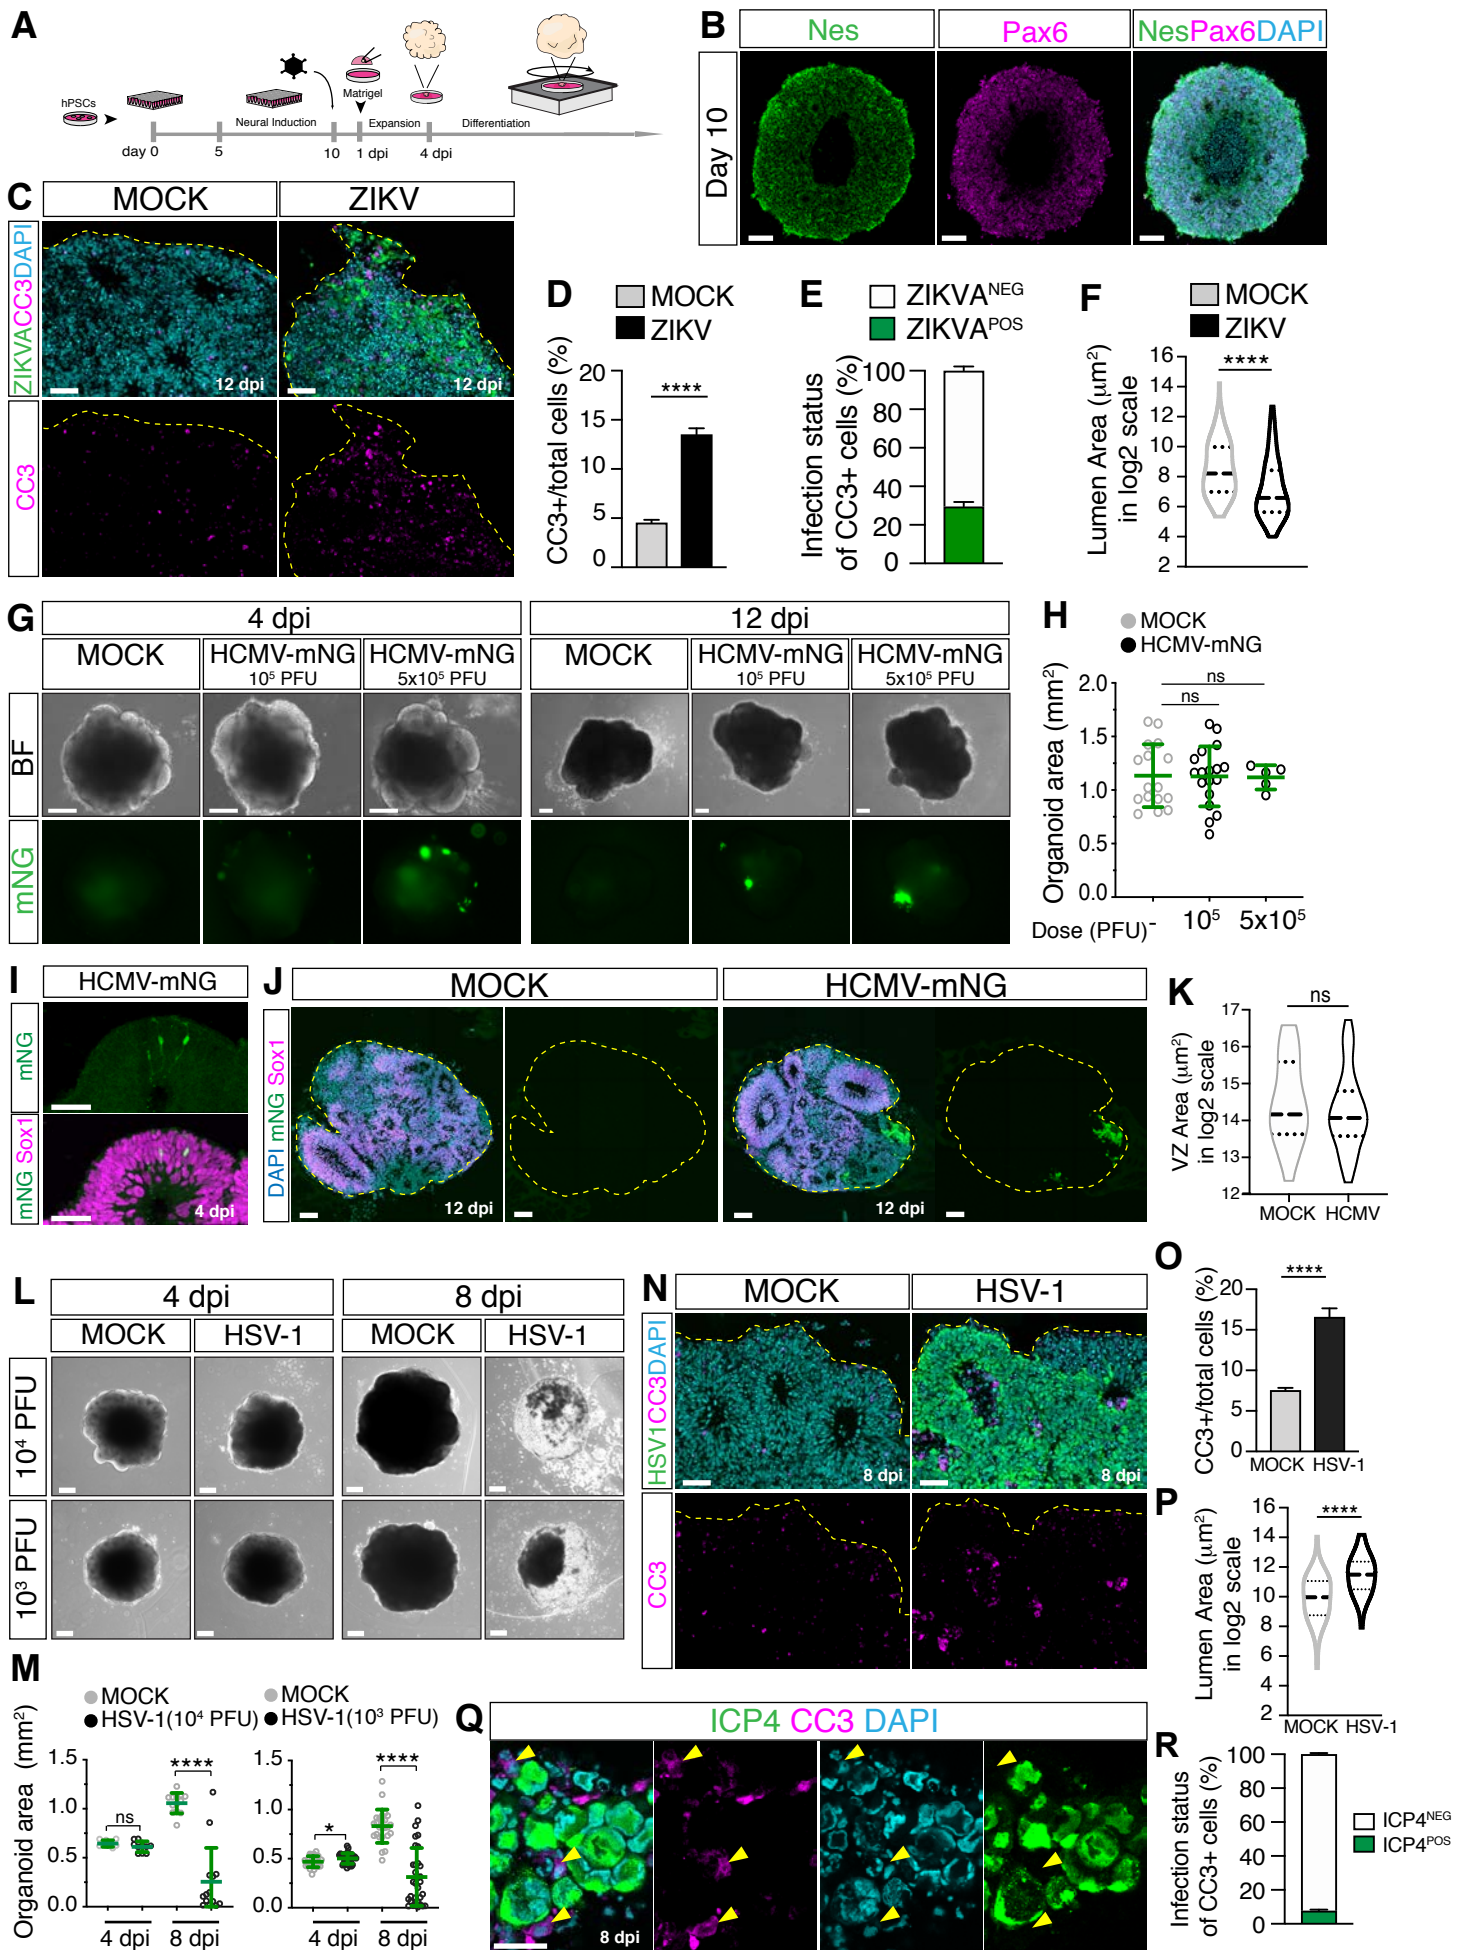 A
hPSCs
Matrigel
Neural Induction
Expansion
Differentiation
day 0
5
10
1 dpi
4 dpi
B
Nes
Pax6
NesPax6DAPI
Day 10
C
MOCK
ZIKV
ZIKVACC3DAPI
12 dpi
12 dpi
CC3
D
MOCK
ZIKV
CC3+/total cells (%)
20
15
10
5
0
****
E
ZIKVA^NEG
ZIKVA^POS
Infection status
of CC3+ cells (%)
100
80
60
40
20
0
F
MOCK
ZIKV
Lumen Area (μm²)
in log2 scale
16
14
12
10
8
6
4
2
****
G
4 dpi
12 dpi
MOCK
HCMV-mNG
10⁵ PFU
HCMV-mNG
5x10⁵ PFU
MOCK
HCMV-mNG
10⁵ PFU
HCMV-mNG
5x10⁵ PFU
BF
mNG
H
MOCK
HCMV-mNG
Organoid area (mm²)
2.0
1.5
1.0
0.5
0.0
ns
ns
Dose (PFU)
-
10⁵
5x10⁵
I
HCMV-mNG
mNG
mNG Sox1
4 dpi
J
MOCK
HCMV-mNG
DAPI mNG Sox1
12 dpi
12 dpi
K
VZ Area (μm²)
in log2 scale
17
16
15
14
13
12
ns
MOCK
HCMV
L
4 dpi
8 dpi
MOCK
HSV-1
MOCK
HSV-1
10⁴ PFU
10³ PFU
M
MOCK
HSV-1(10⁴ PFU)
MOCK
HSV-1(10³ PFU)
Organoid area (mm²)
1.5
1.0
0.5
0.0
ns
****
4 dpi
8 dpi
1.5
1.0
0.5
0.0
*
****
4 dpi
8 dpi
N
MOCK
HSV-1
HSV1CC3DAPI
8 dpi
8 dpi
CC3
O
CC3+/total cells (%)
20
15
10
5
0
****
MOCK
HSV-1
P
Lumen Area (μm²)
in log2 scale
16
14
12
10
8
6
4
2
****
MOCK
HSV-1
Q
ICP4 CC3 DAPI
8 dpi
R
Infection status
of CC3+ cells (%)
100
80
60
40
20
0
ICP4^NEG
ICP4^POS